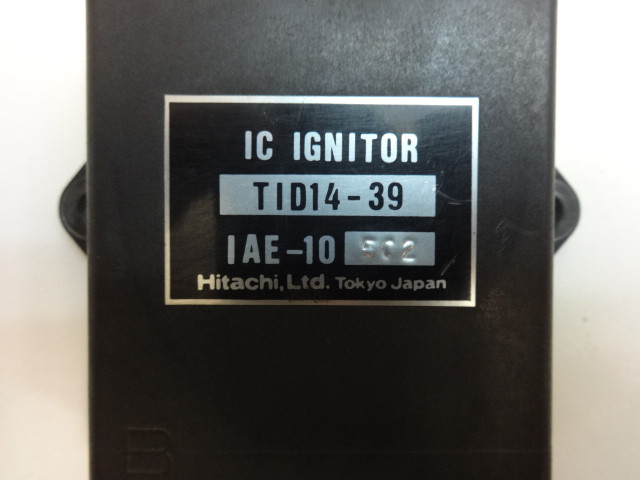 IC IGNITOR
TID14-39
IAE-10 502
Hitachi, Ltd. Tokyo Japan
B